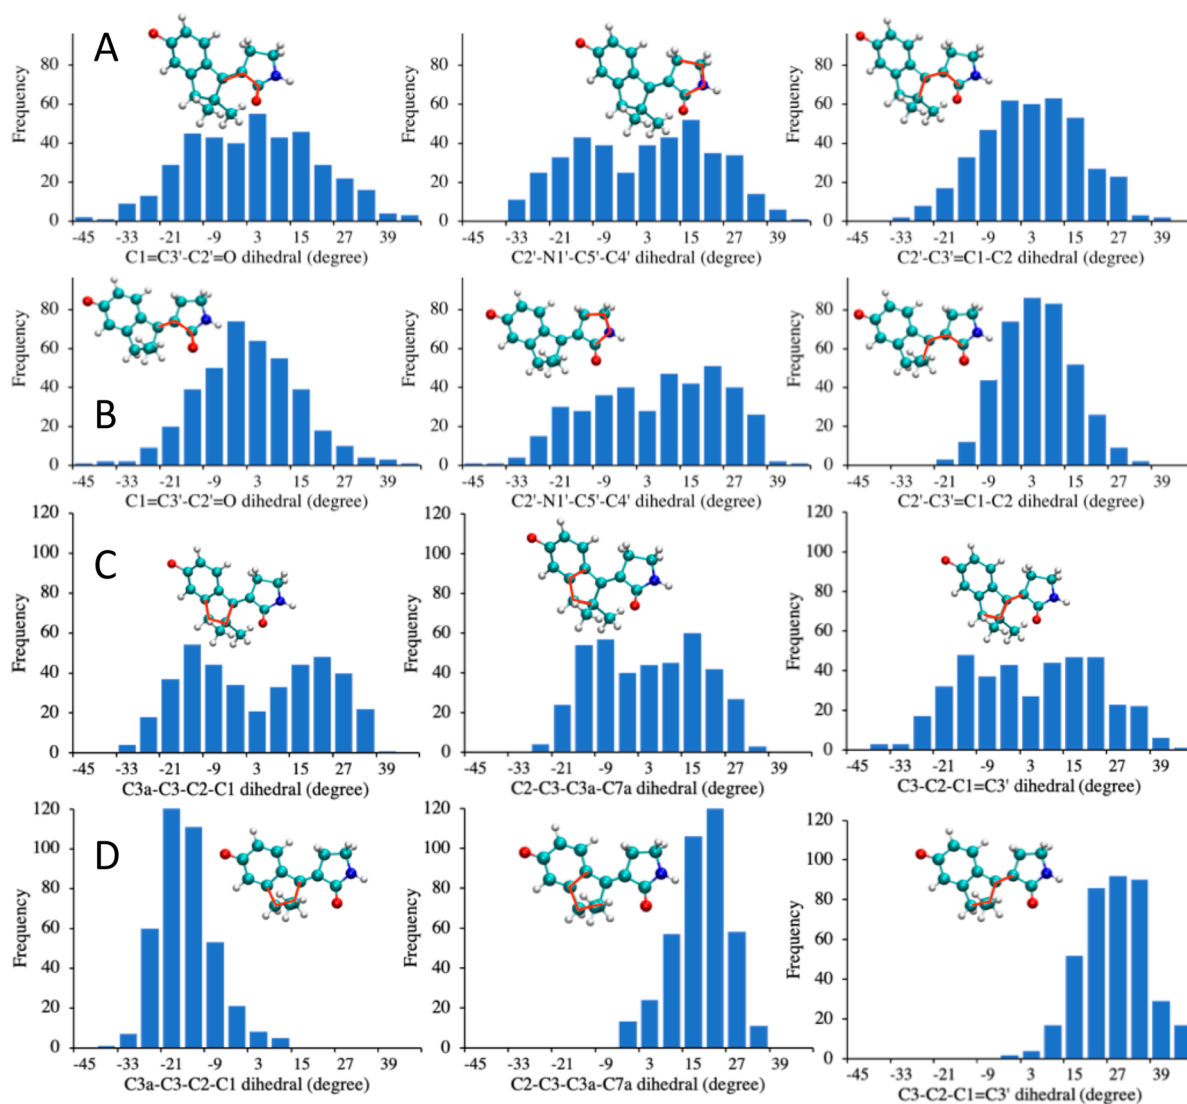 A
Frequency
80
60
40
20
0
-45 -33 -21 -9 3 15 27 39
C1=C3'-C2'=O dihedral (degree)
Frequency
80
60
40
20
0
-45 -33 -21 -9 3 15 27 39
C2'-N1'-C5'-C4' dihedral (degree)
Frequency
80
60
40
20
0
-45 -33 -21 -9 3 15 27 39
C2'-C3'=C1-C2 dihedral (degree)
B
Frequency
80
60
40
20
0
-45 -33 -21 -9 3 15 27 39
C1=C3'-C2'=O dihedral (degree)
Frequency
80
60
40
20
0
-45 -33 -21 -9 3 15 27 39
C2'-N1'-C5'-C4' dihedral (degree)
Frequency
80
60
40
20
0
-45 -33 -21 -9 3 15 27 39
C2'-C3'=C1-C2 dihedral (degree)
C
Frequency
120
100
80
60
40
20
0
-45 -33 -21 -9 3 15 27 39
C3a-C3-C2-C1 dihedral (degree)
Frequency
120
100
80
60
40
20
0
-45 -33 -21 -9 3 15 27 39
C2-C3-C3a-C7a dihedral (degree)
Frequency
120
100
80
60
40
20
0
-45 -33 -21 -9 3 15 27 39
C3-C2-C1=C3' dihedral (degree)
D
Frequency
120
100
80
60
40
20
0
-45 -33 -21 -9 3 15 27 39
C3a-C3-C2-C1 dihedral (degree)
Frequency
120
100
80
60
40
20
0
-45 -33 -21 -9 3 15 27 39
C2-C3-C3a-C7a dihedral (degree)
Frequency
120
100
80
60
40
20
0
-45 -33 -21 -9 3 15 27 39
C3-C2-C1=C3' dihedral (degree)